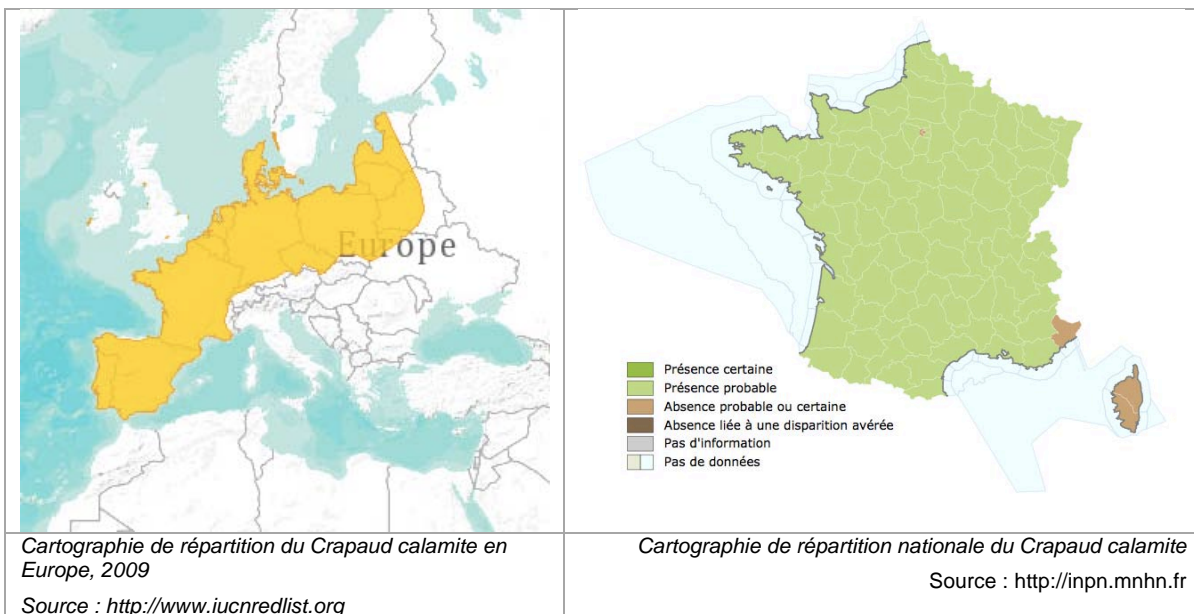 Europe
Présence certaine
Présence probable
Absence probable ou certaine
Absence liée à une disparition avérée
Pas d'information
Pas de données
Cartographie de répartition du Crapaud calamite en
Europe, 2009
Source : http://www.iucnredlist.org
Cartographie de répartition nationale du Crapaud calamite
Source : http://inpn.mnhn.fr